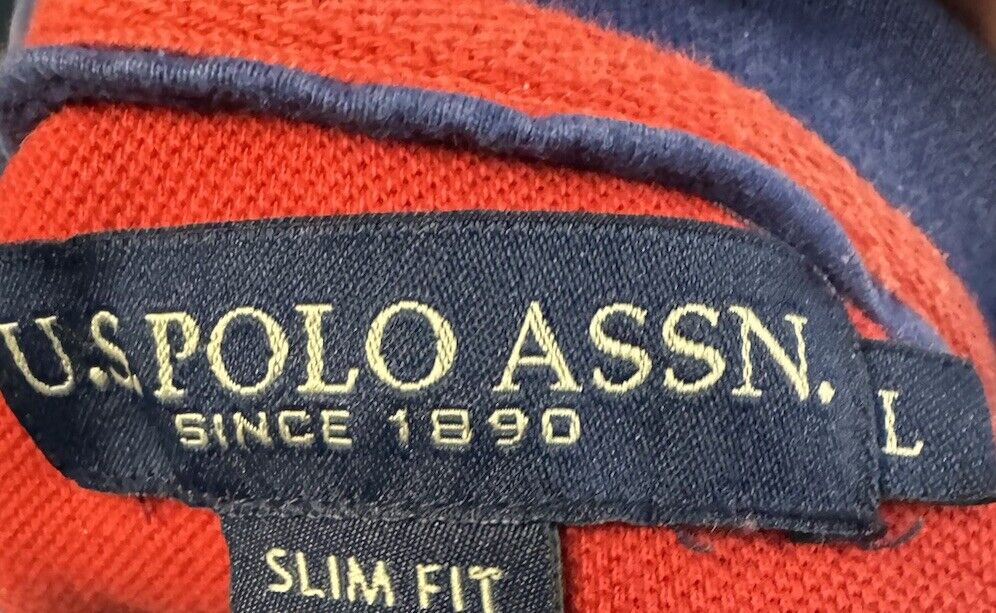 U.S. POLO ASSN.
SINCE 1890
L
SLIM FIT